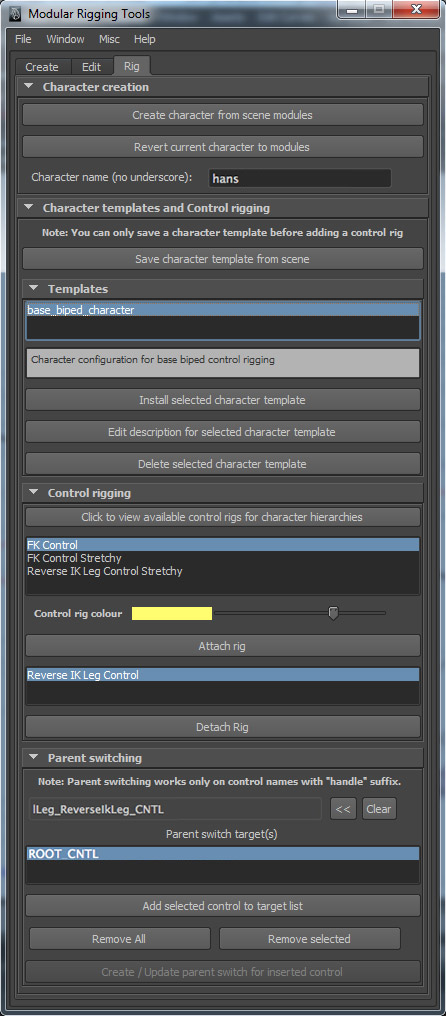 Modular Rigging Tools
File Window Misc Help
Create Edit Rig
Character creation
Create character from scene modules
Revert current character to modules
Character name (no underscore): hans
Character templates and Control rigging
Note: You can only save a character template before adding a control rig
Save character template from scene
Templates
base_biped_character
Character configuration for base biped control rigging
Install selected character template
Edit description for selected character template
Delete selected character template
Control rigging
Click to view available control rigs for character hierarchies
FK Control
FK Control Stretchy
Reverse IK Leg Control Stretchy
Control rig colour
Attach rig
Reverse IK Leg Control
Detach Rig
Parent switching
Note: Parent switching works only on control names with "handle" suffix.
lLeg_ReverseIkLeg_CNTL << Clear
Parent switch target(s)
ROOT_CNTL
Add selected control to target list
Remove All Remove selected
Create / Update parent switch for inserted control